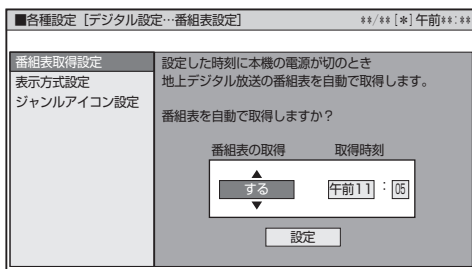 ■各種設定［デジタル設定…番組表設定］ **/**[*]午前**:**
番組表取得設定
表示方式設定
ジャンルアイコン設定
設定した時刻に本機の電源が切のとき
地上デジタル放送の番組表を自動で取得します。
番組表を自動で取得しますか？
番組表の取得 取得時刻
▲
する 午前11 : 05
▼
設定